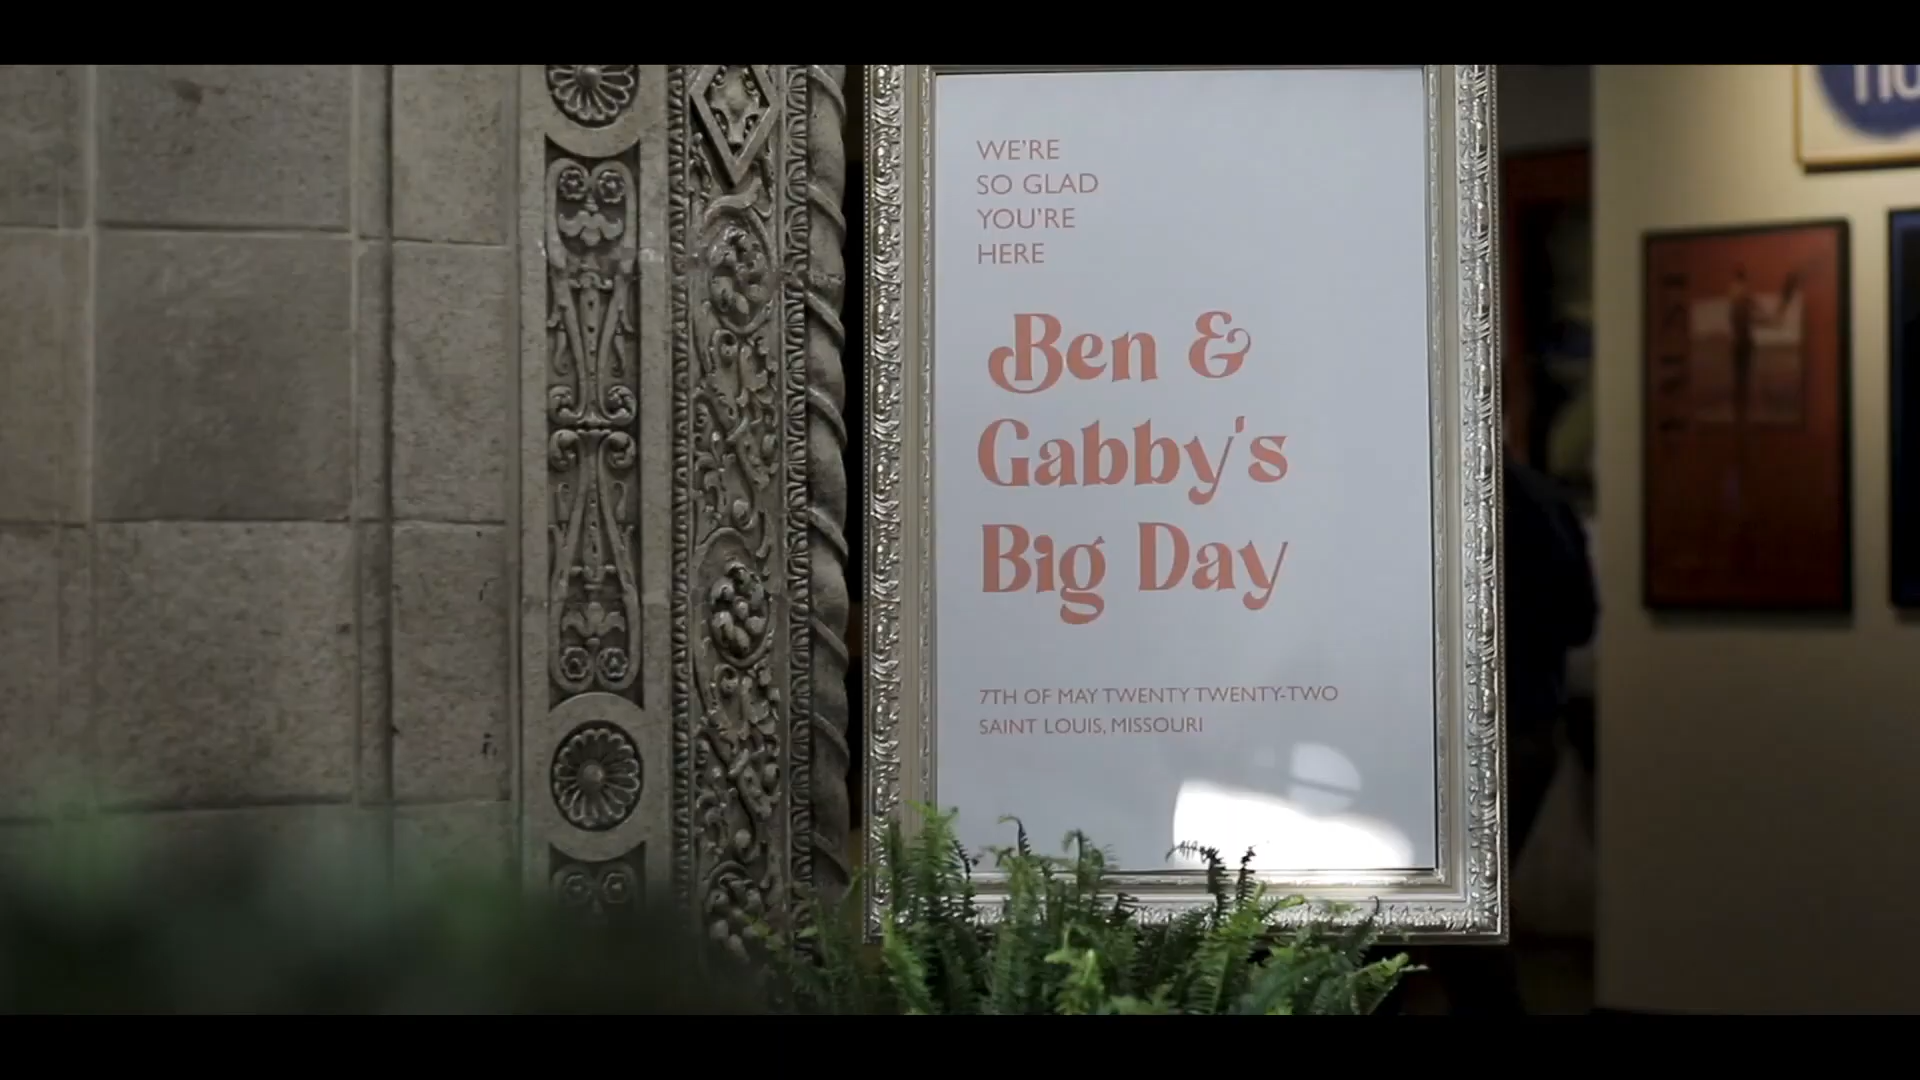 WE'RE
SO GLAD
YOU'RE
HERE
Ben &
Gabby's
Big Day
7TH OF MAY TWENTY TWENTY-TWO
SAINT LOUIS, MISSOURI